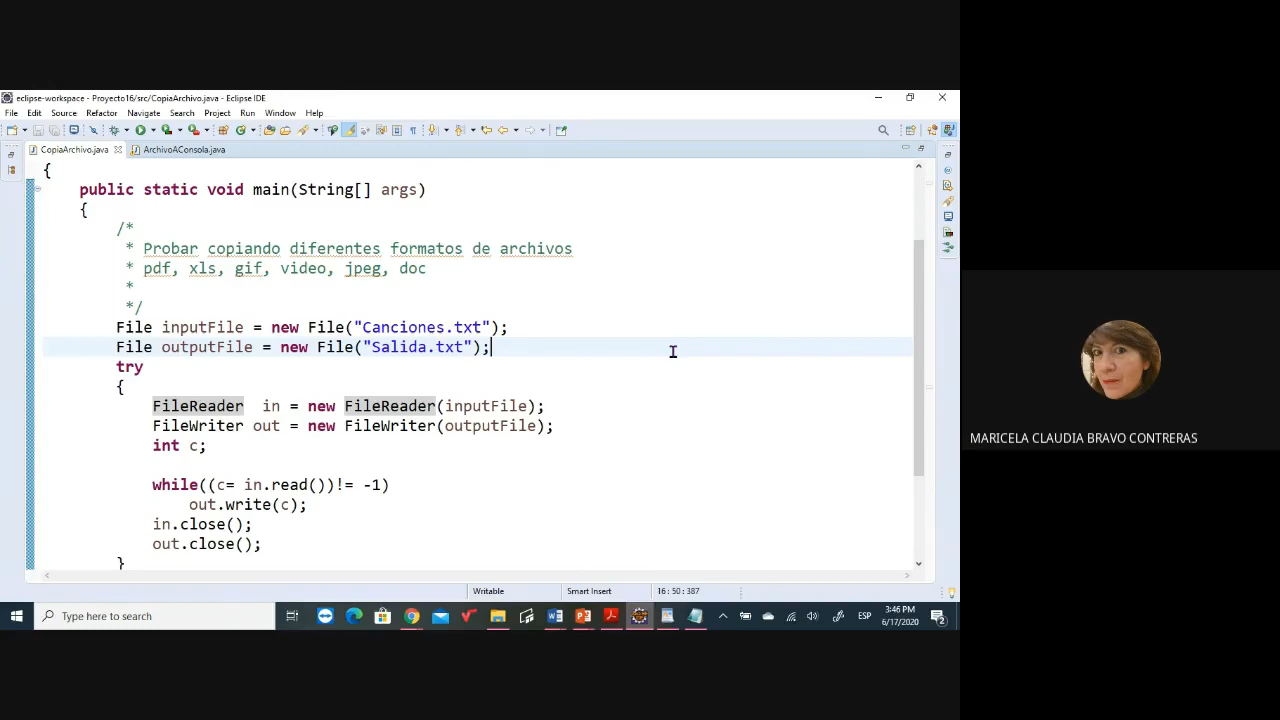 eclipse-workspace - Proyecto16/src/CopiaArchivo.java - Eclipse IDE
File Edit Source Refactor Navigate Search Project Run Window Help
CopiaArchivo.java ArchivoAConsola.java
{
public static void main(String[] args)
{
/*
* Probar copiando diferentes formatos de archivos
* pdf, xls, gif, video, jpeg, doc
*
*/
File inputFile = new File("Canciones.txt");
File outputFile = new File("Salida.txt");
try
{
FileReader in = new FileReader(inputFile);
FileWriter out = new FileWriter(outputFile);
int c;
while((c= in.read())!= -1)
out.write(c);
in.close();
out.close();
}
MARICELA CLAUDIA BRAVO CONTRERAS
Writable Smart Insert 16 : 50 : 387
Type here to search
ESP
3:46 PM
6/17/2020
2